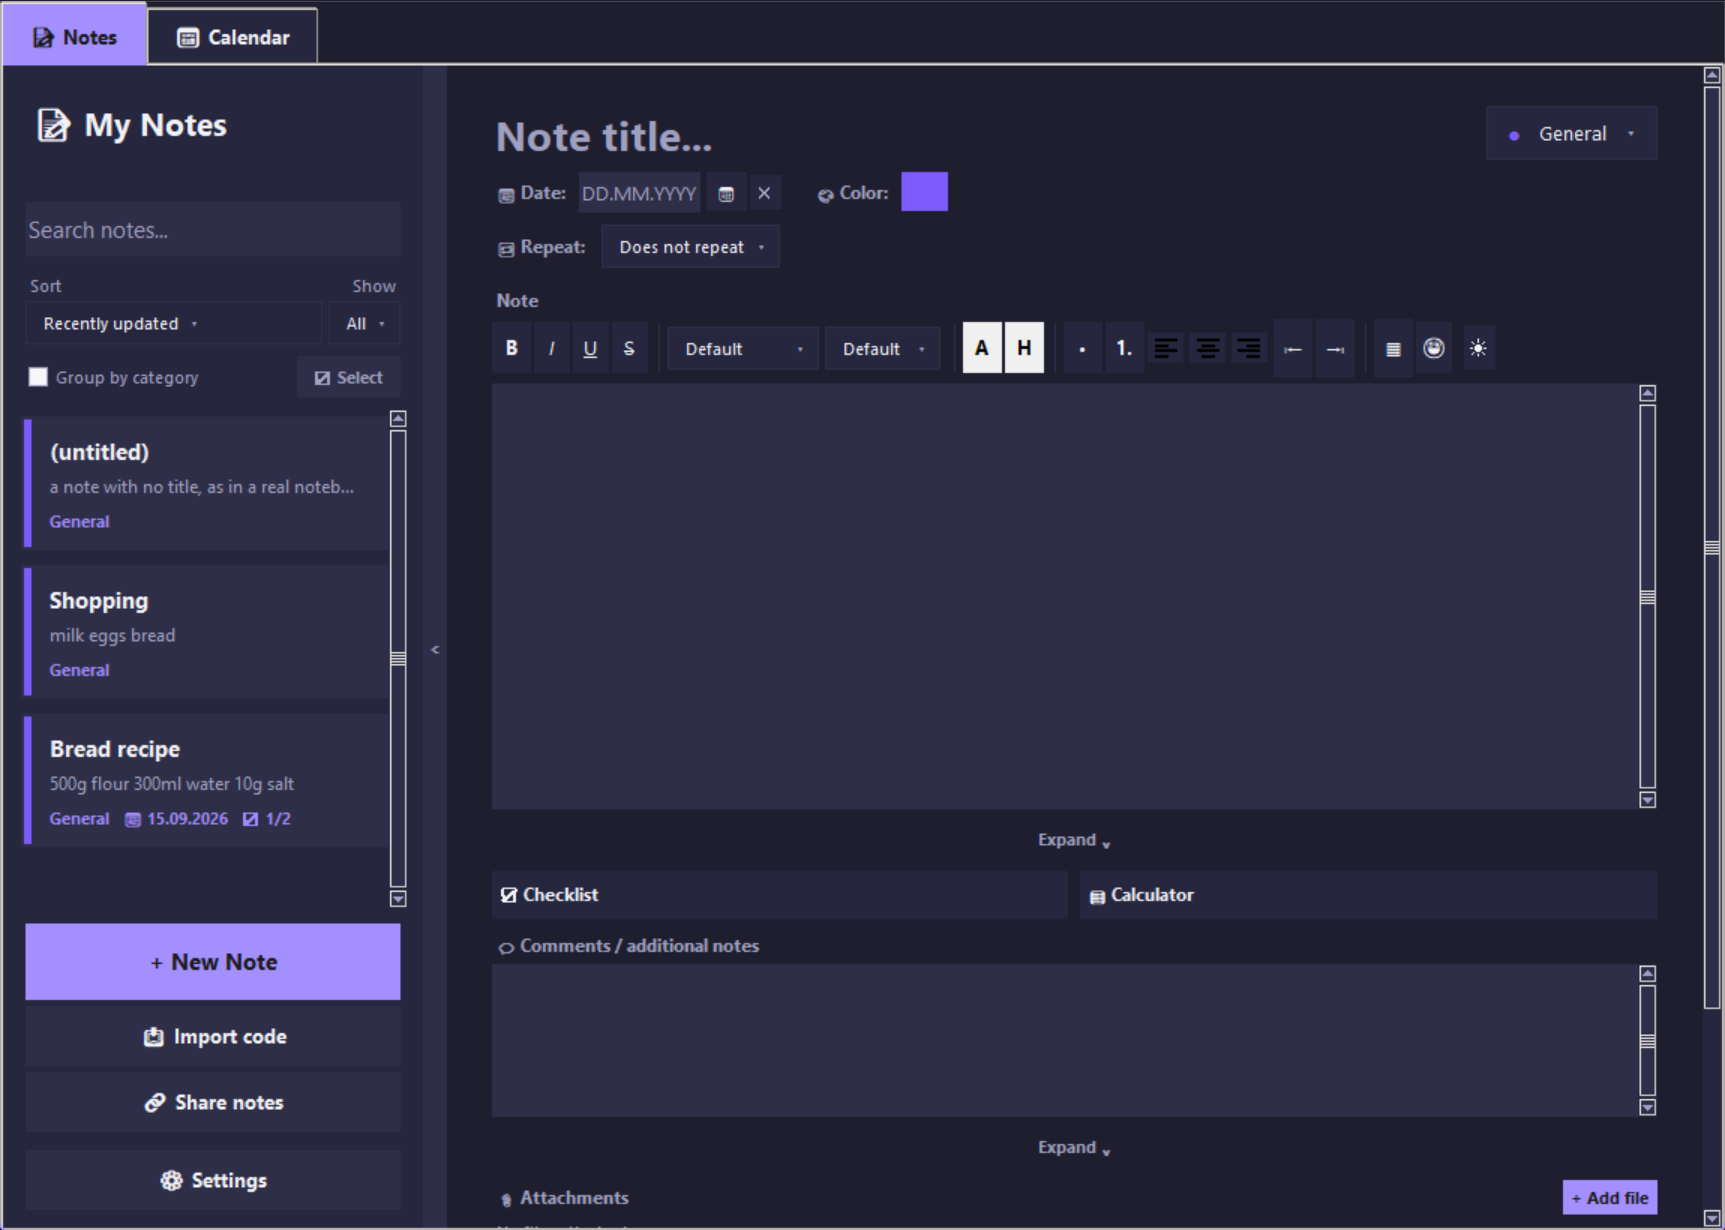 Notes
Calendar
My Notes
Search notes...
Sort
Show
Recently updated
All
Group by category
Select
(untitled)
a note with no title, as in a real noteb...
General
Shopping
milk eggs bread
General
Bread recipe
500g flour 300ml water 10g salt
General 15.09.2026 1/2
+ New Note
Import code
Share notes
Settings
<
Note title...
General
Date: DD.MM.YYYY
Color:
Repeat: Does not repeat
Note
B I U S Default Default A H • 1.
Expand
Checklist
Calculator
Comments / additional notes
Expand
Attachments
+ Add file